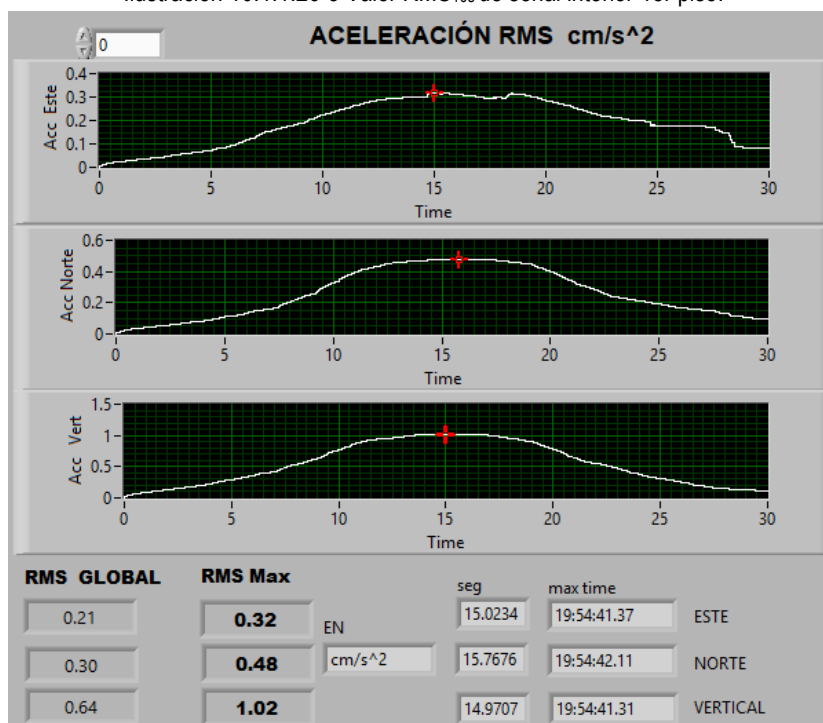 ACELERACIÓN RMS cm/s^2
0
Acc Este
0.4
0.3
0.2
0.1
0
0 5 10 15 20 25 30
Time
Acc Norte
0.6
0.4
0.2
0
0 5 10 15 20 25 30
Time
Acc Vert
1.5
1
0.5
0
0 5 10 15 20 25 30
Time
RMS GLOBAL RMS Max seg max time
0.21 0.32 EN 15.0234 19:54:41.37 ESTE
0.30 0.48 cm/s^2 15.7676 19:54:42.11 NORTE
0.64 1.02 14.9707 19:54:41.31 VERTICAL